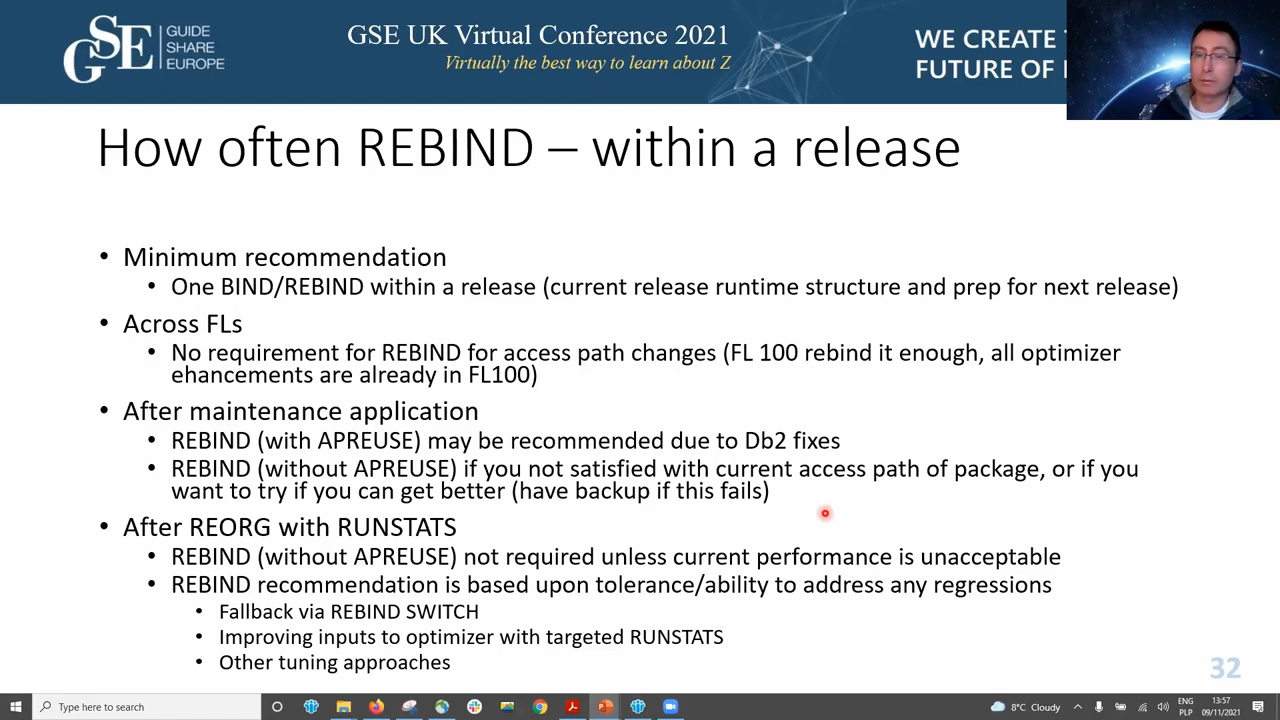 GSE
GUIDE
SHARE
EUROPE
GSE UK Virtual Conference 2021
Virtually the best way to learn about Z
WE CREATE
FUTURE OF
How often REBIND – within a release
• Minimum recommendation
• One BIND/REBIND within a release (current release runtime structure and prep for next release)
• Across FLs
• No requirement for REBIND for access path changes (FL 100 rebind it enough, all optimizer
ehancements are already in FL100)
• After maintenance application
• REBIND (with APREUSE) may be recommended due to Db2 fixes
• REBIND (without APREUSE) if you not satisfied with current access path of package, or if you
want to try if you can get better (have backup if this fails)
• After REORG with RUNSTATS
• REBIND (without APREUSE) not required unless current performance is unacceptable
• REBIND recommendation is based upon tolerance/ability to address any regressions
• Fallback via REBIND SWITCH
• Improving inputs to optimizer with targeted RUNSTATS
• Other tuning approaches
32
Type here to search
8°C Cloudy
ENG
PLP
13:57
09/11/2021